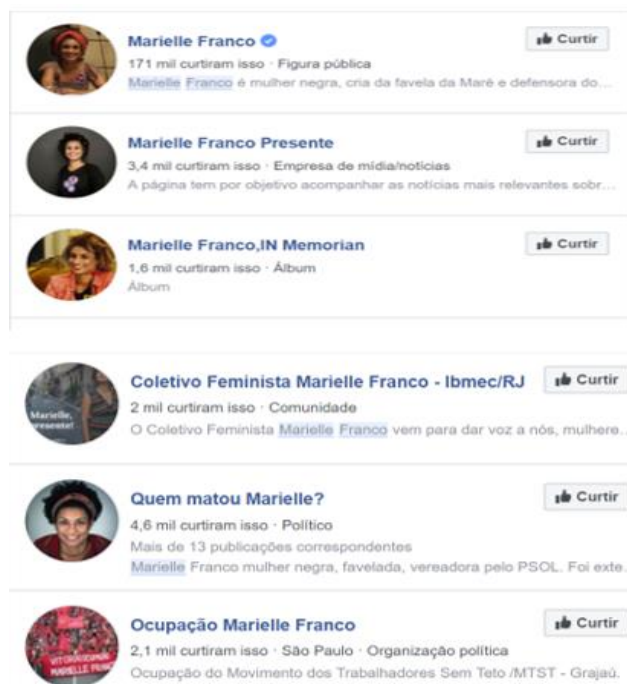 Marielle Franco
Curtir
171 mil curtiram isso · Figura pública
Marielle Franco é mulher negra, cria da favela da Maré e defensora do...
Marielle Franco Presente
Curtir
3,4 mil curtiram isso · Empresa de mídia/notícias
A página tem por objetivo acompanhar as notícias mais relevantes sobr...
Marielle Franco,IN Memorian
Curtir
1,6 mil curtiram isso · Álbum
Álbum
Marielle,
presente!
Coletivo Feminista Marielle Franco - Ibmec/RJ
Curtir
2 mil curtiram isso · Comunidade
O Coletivo Feminista Marielle Franco vem para dar voz a nós, mulhere..
Quem matou Marielle?
Curtir
4,6 mil curtiram isso · Político
Mais de 13 publicações correspondentes
Marielle Franco mulher negra, favelada, vereadora pelo PSOL. Foi exte.
MARIELLE
Ocupação Marielle Franco
Curtir
2,1 mil curtiram isso · São Paulo · Organização política
Ocupação do Movimento dos Trabalhadores Sem Teto /MTST - Grajaú.